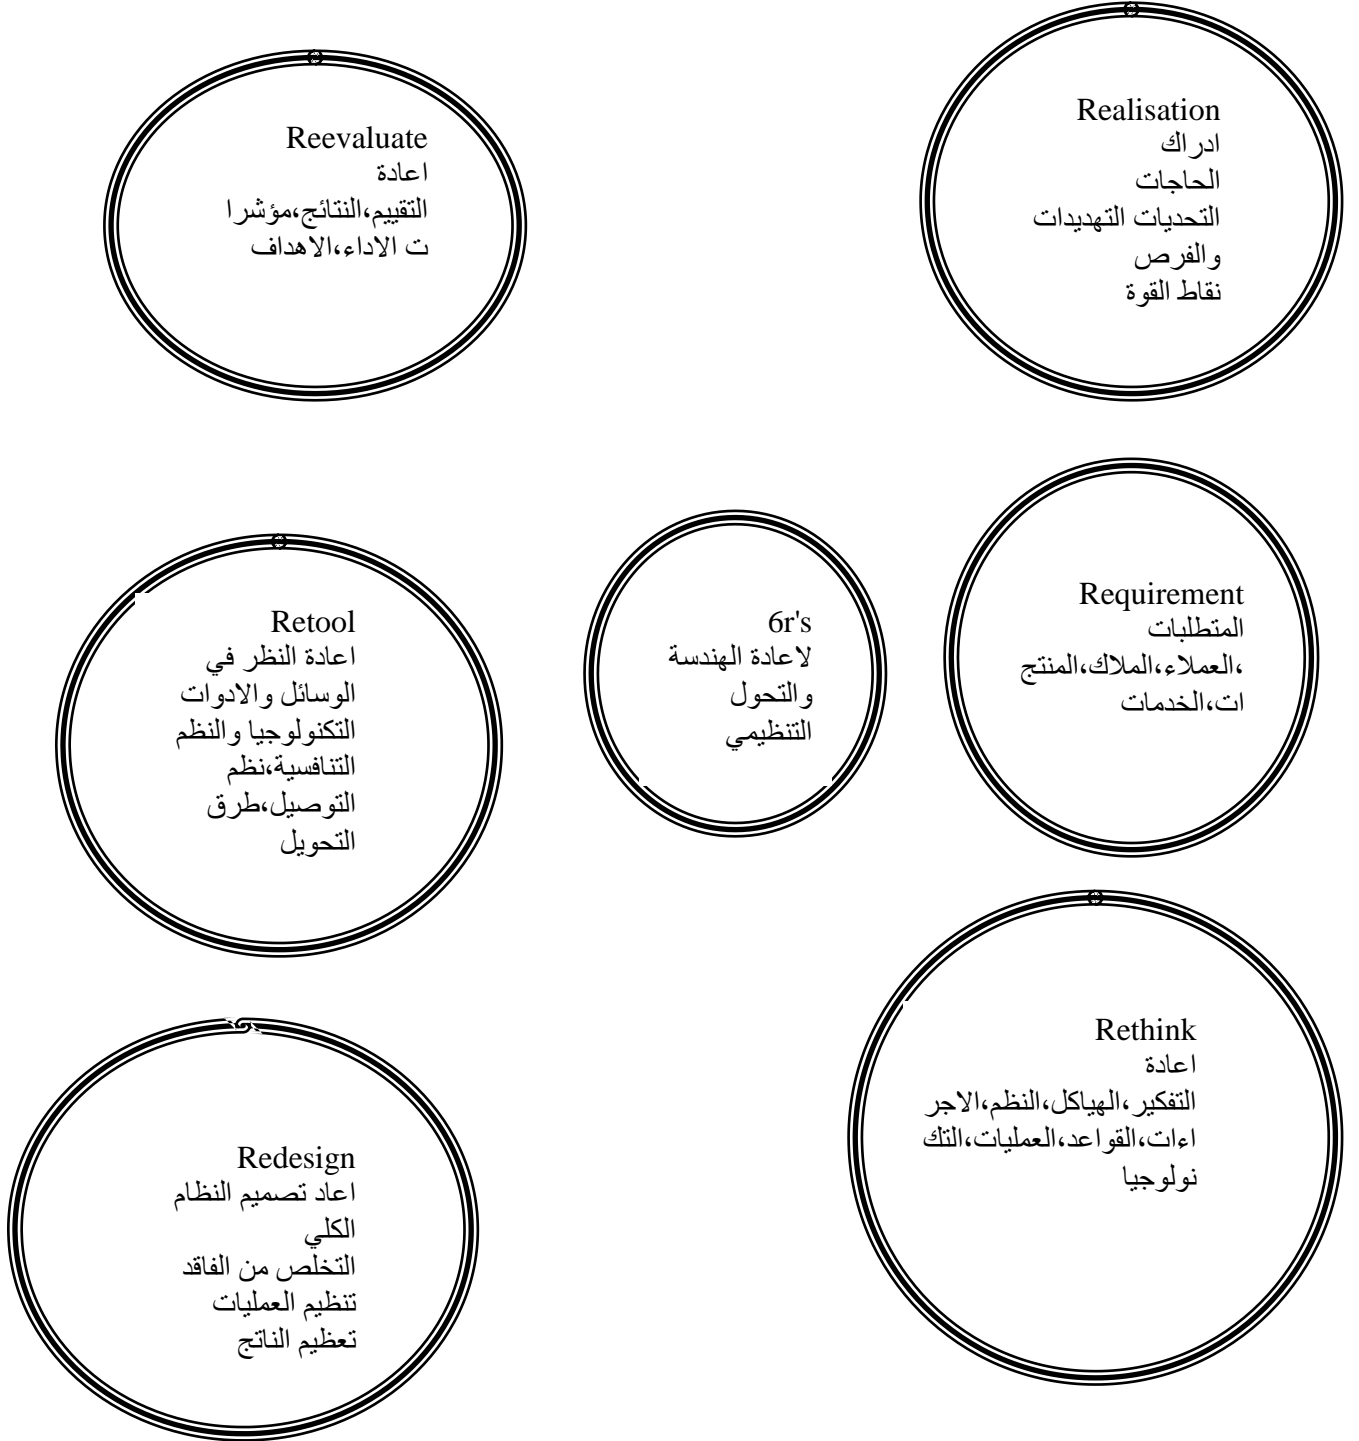 Realisation
ادراك
الحاجات
التحديات التهديدات
والفرص
نقاط القوة
Reevaluate
اعادة
التقييم،النتائج،مؤشرا
ت الاداء،الاهداف
Requirement
المتطلبات
،العملاء،الملاك،المنتج
ات،الخدمات
6r's
لاعادة الهندسة
والتحول
التنظيمي
Retool
اعادة النظر في
الوسائل والادوات
التكنولوجيا والنظم
التنافسية،نظم
التوصيل،طرق
التحويل
Rethink
اعادة
التفكير،الهياكل،النظم،الاجر
اءات،القواعد،العمليات،التك
نولوجيا
Redesign
اعاد تصميم النظام
الكلي
التخلص من الفاقد
تنظيم العمليات
تعظيم الناتج